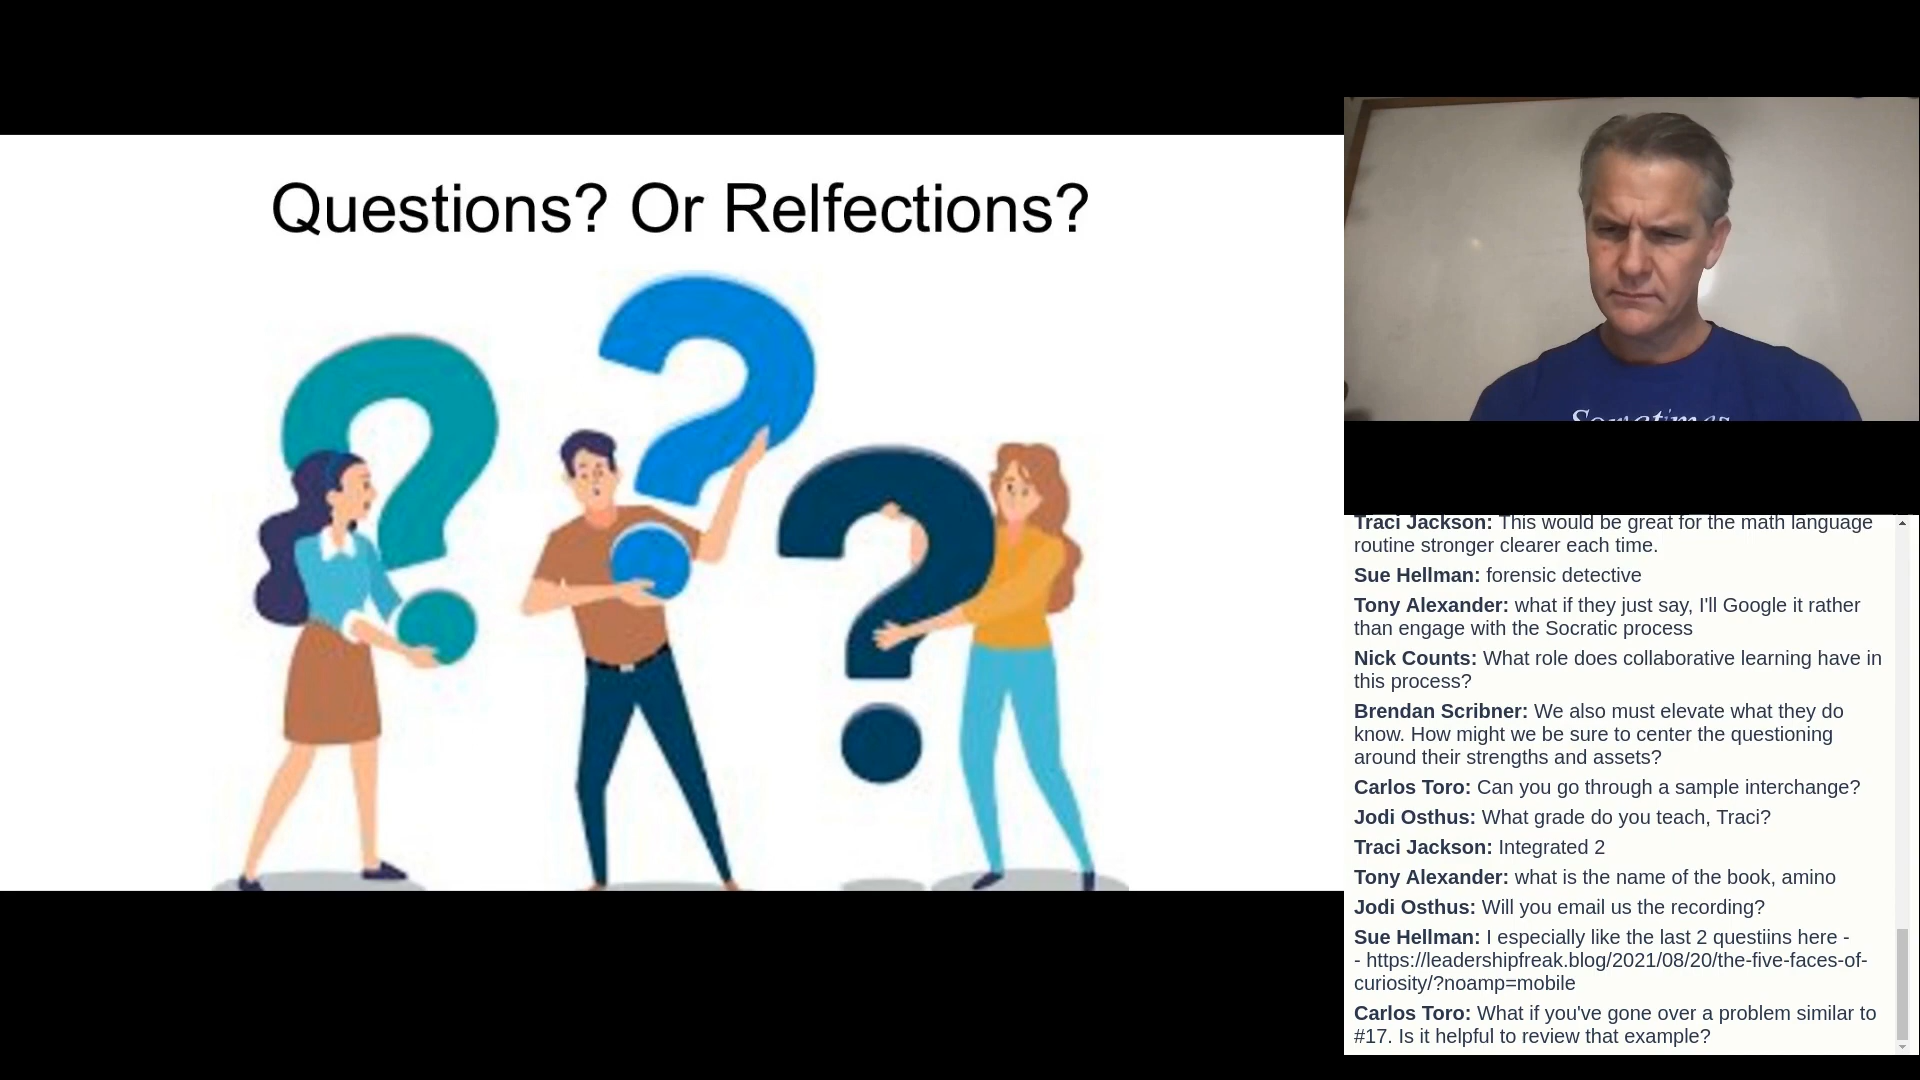 Questions? Or Relfections?
Sometimes
Traci Jackson: This would be great for the math language
routine stronger clearer each time.
Sue Hellman: forensic detective
Tony Alexander: what if they just say, I'll Google it rather
than engage with the Socratic process
Nick Counts: What role does collaborative learning have in
this process?
Brendan Scribner: We also must elevate what they do
know. How might we be sure to center the questioning
around their strengths and assets?
Carlos Toro: Can you go through a sample interchange?
Jodi Osthus: What grade do you teach, Traci?
Traci Jackson: Integrated 2
Tony Alexander: what is the name of the book, amino
Jodi Osthus: Will you email us the recording?
Sue Hellman: I especially like the last 2 questiins here -
- https://leadershipfreak.blog/2021/08/20/the-five-faces-of-
curiosity/?noamp=mobile
Carlos Toro: What if you've gone over a problem similar to
#17. Is it helpful to review that example?